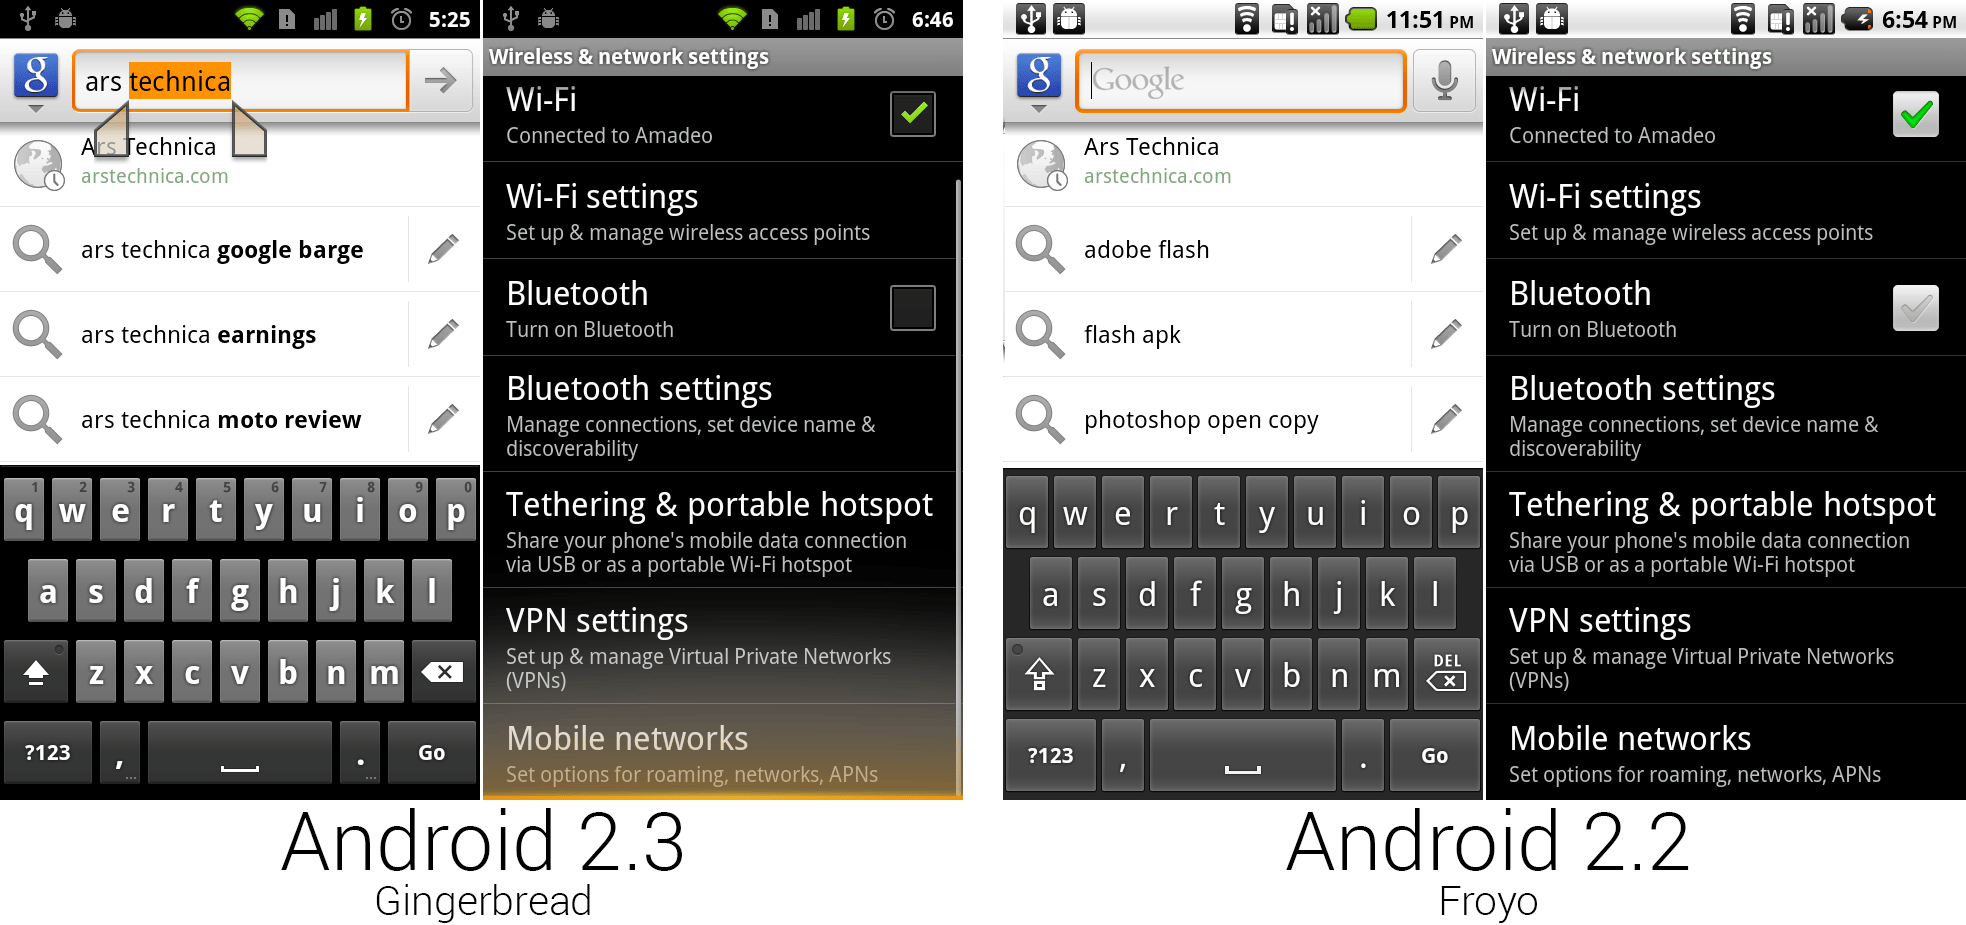 5:25
g
ars technica
Ars Technica
arstechnica.com
ars technica google barge
ars technica earnings
ars technica moto review
1 2 3 4 5 6 7 8 9 0
q w e r t y u i o p
a s d f g h j k l
z x c v b n m
?123 , ... . ... Go
6:46
Wireless & network settings
Wi-Fi
Connected to Amadeo
Wi-Fi settings
Set up & manage wireless access points
Bluetooth
Turn on Bluetooth
Bluetooth settings
Manage connections, set device name &
discoverability
Tethering & portable hotspot
Share your phone's mobile data connection
via USB or as a portable Wi-Fi hotspot
VPN settings
Set up & manage Virtual Private Networks
(VPNs)
Mobile networks
Set options for roaming, networks, APNs
Android 2.3
Gingerbread
11:51 PM
g
Google
Ars Technica
arstechnica.com
adobe flash
flash apk
photoshop open copy
q w e r t y u i o p
a s d f g h j k l
z x c v b n m DEL
?123 , . Go
6:54 PM
Wireless & network settings
Wi-Fi
Connected to Amadeo
Wi-Fi settings
Set up & manage wireless access points
Bluetooth
Turn on Bluetooth
Bluetooth settings
Manage connections, set device name &
discoverability
Tethering & portable hotspot
Share your phone's mobile data connection
via USB or as a portable Wi-Fi hotspot
VPN settings
Set up & manage Virtual Private Networks
(VPNs)
Mobile networks
Set options for roaming, networks, APNs
Android 2.2
Froyo